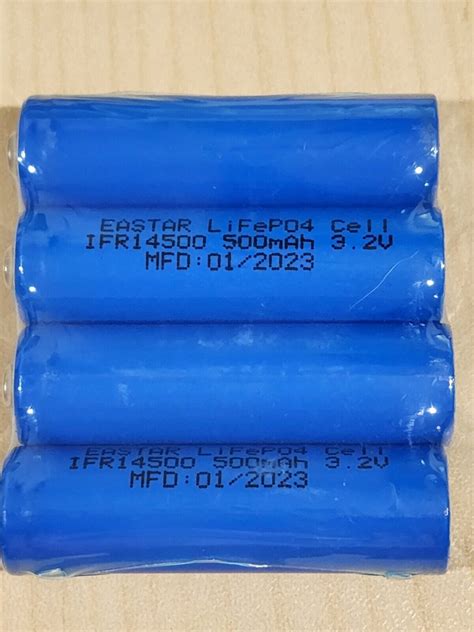 EASTAR LiFePO4 Cell
IFR14500 500mAh 3.2V
MFD:01/2023
EASTAR LiFePO4 Cell
IFR14500 500mAh 3.2V
MFD:01/2023